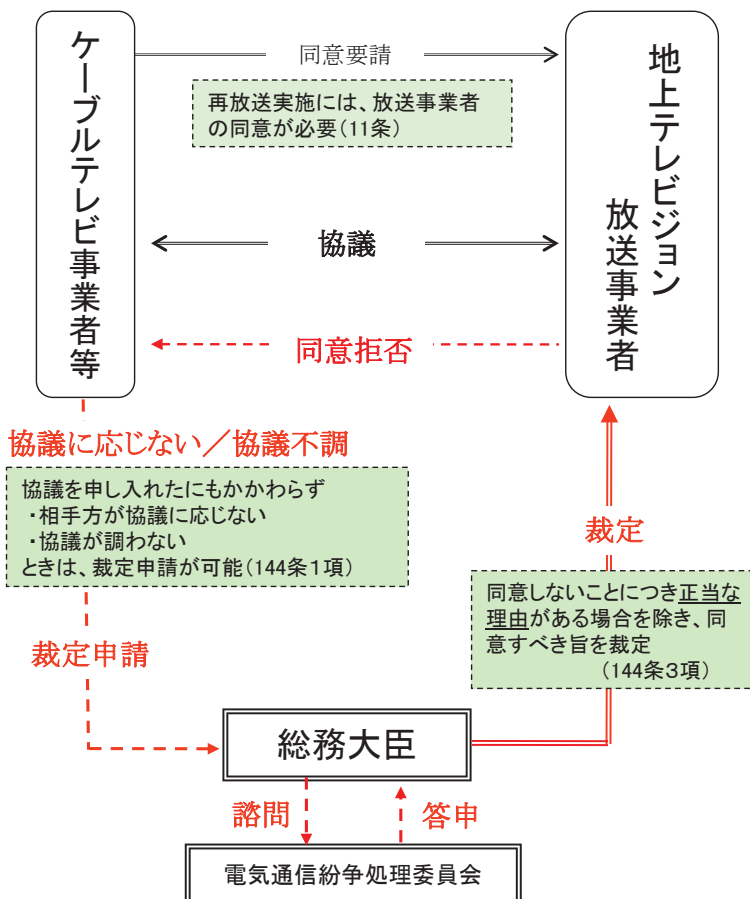 ケーブルテレビ事業者等
同意要請
地上テレビジョン
放送事業者
再放送実施には、放送事業者
の同意が必要(11条)
協議
同意拒否
協議に応じない／協議不調
協議を申し入れたにもかかわらず
・相手方が協議に応じない
・協議が調わない
ときは、裁定申請が可能(144条1項)
裁定
同意しないことにつき正当な
理由がある場合を除き、同
意すべき旨を裁定
(144条3項)
裁定申請
総務大臣
諮問
答申
電気通信紛争処理委員会